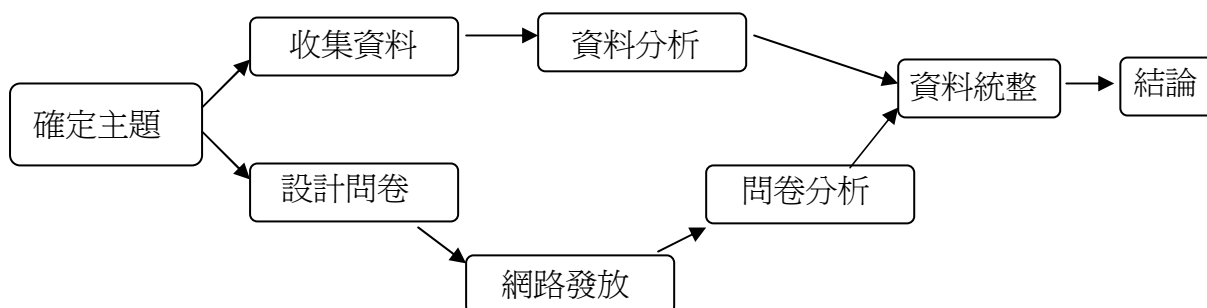 確定主題
收集資料
資料分析
資料統整
結論
設計問卷
網路發放
問卷分析